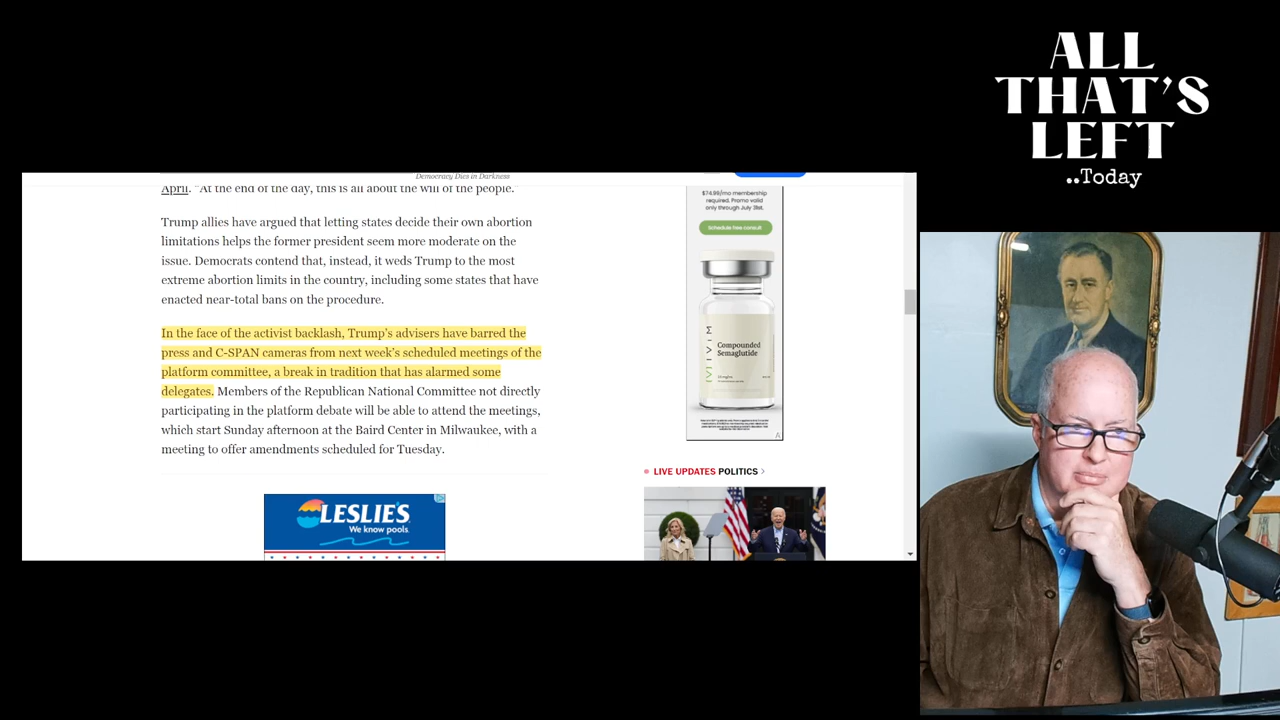 ALL
THAT'S
LEFT
..Today
Democracy Dies in Darkness
April. "At the end of the day, this is all about the will of the people."
Trump allies have argued that letting states decide their own abortion
limitations helps the former president seem more moderate on the
issue. Democrats contend that, instead, it weds Trump to the most
extreme abortion limits in the country, including some states that have
enacted near-total bans on the procedure.
In the face of the activist backlash, Trump's advisers have barred the
press and C-SPAN cameras from next week's scheduled meetings of the
platform committee, a break in tradition that has alarmed some
delegates. Members of the Republican National Committee not directly
participating in the platform debate will be able to attend the meetings,
which start Sunday afternoon at the Baird Center in Milwaukee, with a
meeting to offer amendments scheduled for Tuesday.
LESLIE'S
We know pools.
$74.99/mo membership
required. Promo valid
only through July 31st.
Schedule free consult
Compounded
Semaglutide
LIVE UPDATES POLITICS >